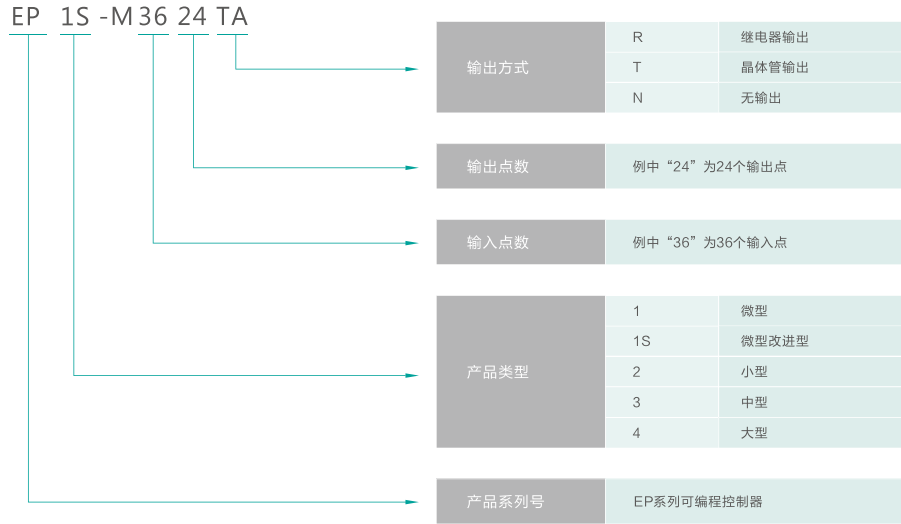 EP 1S -M 36 24 TA
输出方式
R 继电器输出
T 晶体管输出
N 无输出
输出点数 例中“24”为24个输出点
输入点数 例中“36”为36个输入点
产品类型
1 微型
1S 微型改进型
2 小型
3 中型
4 大型
产品系列号 EP系列可编程控制器